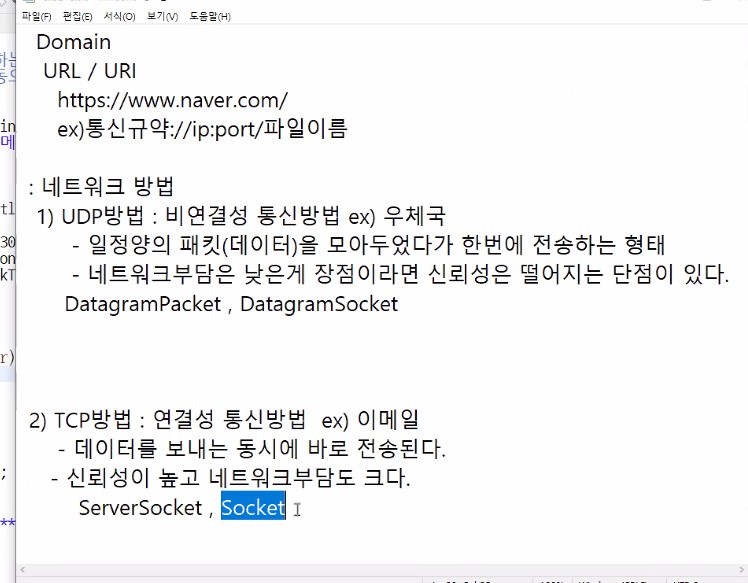 파일(F) 편집(E) 서식(O) 보기(V) 도움말(H)
Domain
URL / URI
https://www.naver.com/
ex)통신규약://ip:port/파일이름
: 네트워크 방법
1) UDP방법 : 비연결성 통신방법 ex) 우체국
- 일정양의 패킷(데이터)을 모아두었다가 한번에 전송하는 형태
- 네트워크부담은 낮은게 장점이라면 신뢰성은 떨어지는 단점이 있다.
DatagramPacket , DatagramSocket
2) TCP방법 : 연결성 통신방법 ex) 이메일
- 데이터를 보내는 동시에 바로 전송된다.
- 신뢰성이 높고 네트워크부담도 크다.
ServerSocket , Socket